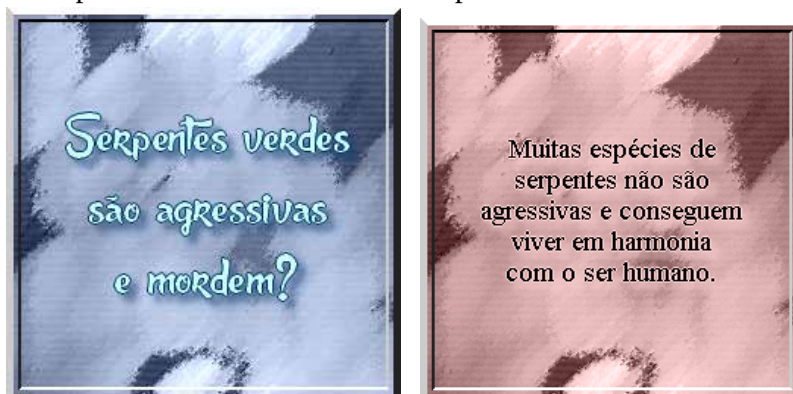 Serpentes verdes
são agressivas
e mordem?
Muitas espécies de
serpentes não são
agressivas e conseguem
viver em harmonia
com o ser humano.